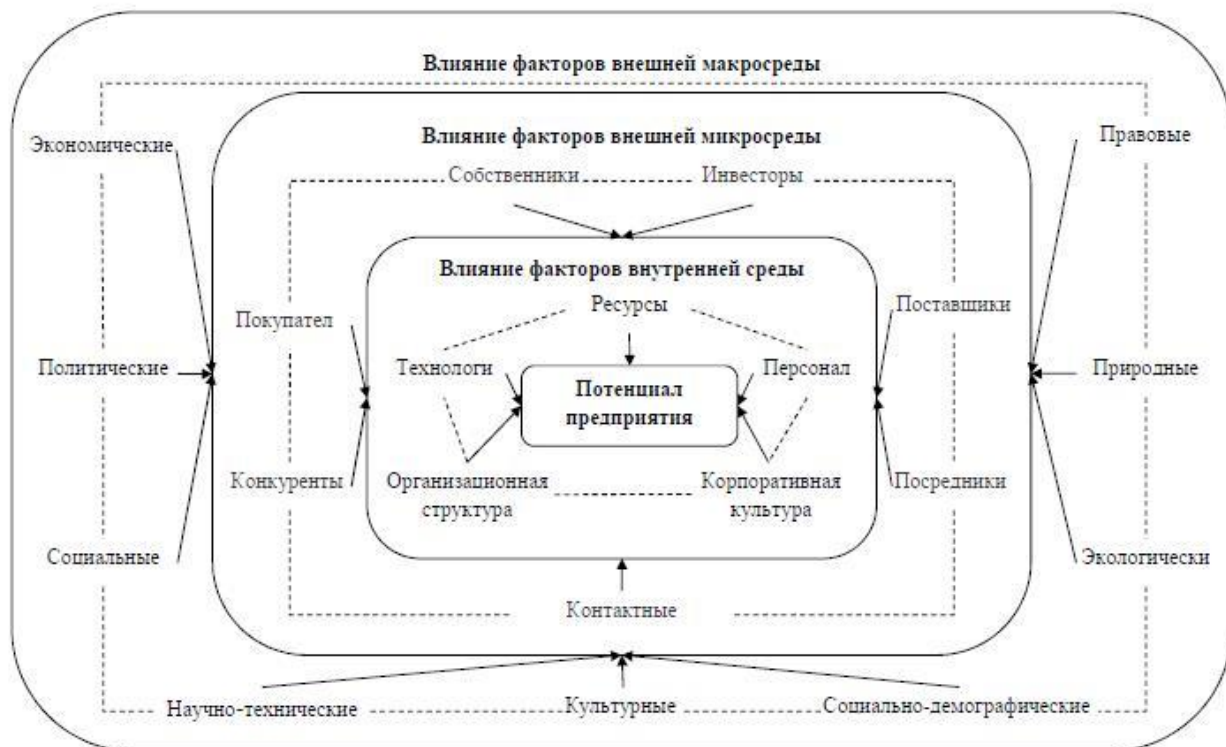 Влияние факторов внешней макросреды
Экономические
Влияние факторов внешней микросреды
Правовые
Собственники
Инвесторы
Влияние факторов внутренней среды
Ресурсы
Покупател
Поставщики
Политические
Технологи
Потенциал
предприятия
Персонал
Природные
Конкуренты
Организационная
структура
Корпоративная
культура
Посредники
Социальные
Экологически
Контактные
Научно-технические
Культурные
Социально-демографические